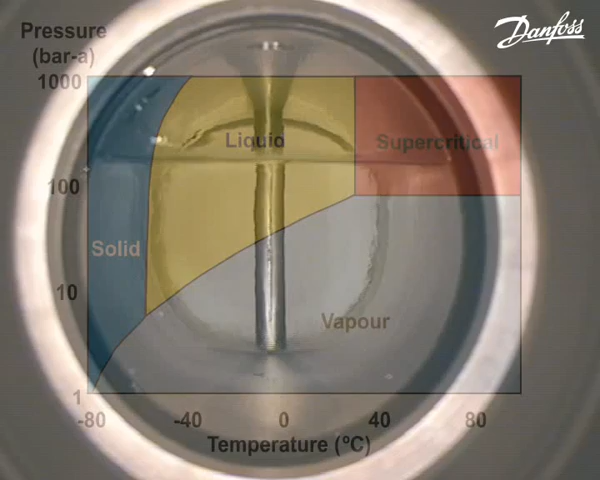 Danfoss
Pressure
(bar-a)
1000
Liquid
Supercritical
100
Solid
10
Vapour
1
-80 -40 0 40 80
Temperature (ºC)